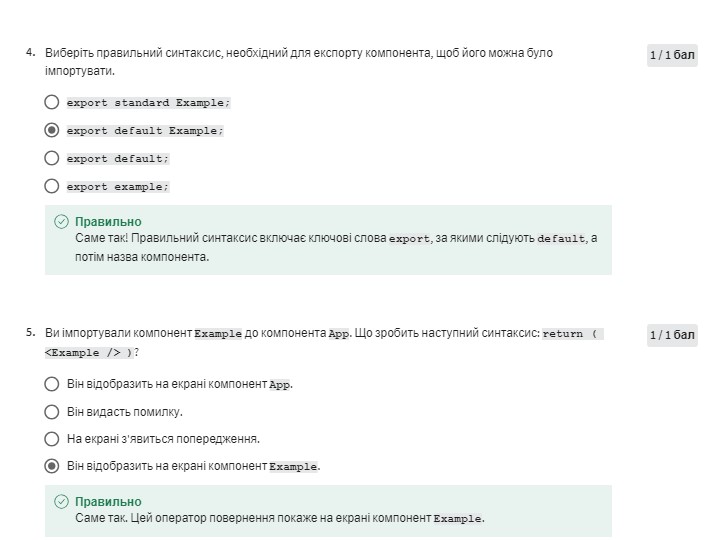 4. Виберіть правильний синтаксис, необхідний для експорту компонента, щоб його можна було
1 / 1 бал
імпортувати.
export standard Example;
export default Example;
export default;
export example;
Правильно
Саме так! Правильний синтаксис включає ключові слова export, за якими слідують default, а
потім назва компонента.
5. Ви імпортували компонент Example до компонента App. Що зробить наступний синтаксис: return (
1 / 1 бал
<Example /> )?
Він відобразить на екрані компонент App.
Він видасть помилку.
На екрані з'явиться попередження.
Він відобразить на екрані компонент Example.
Правильно
Саме так. Цей оператор повернення покаже на екрані компонент Example.